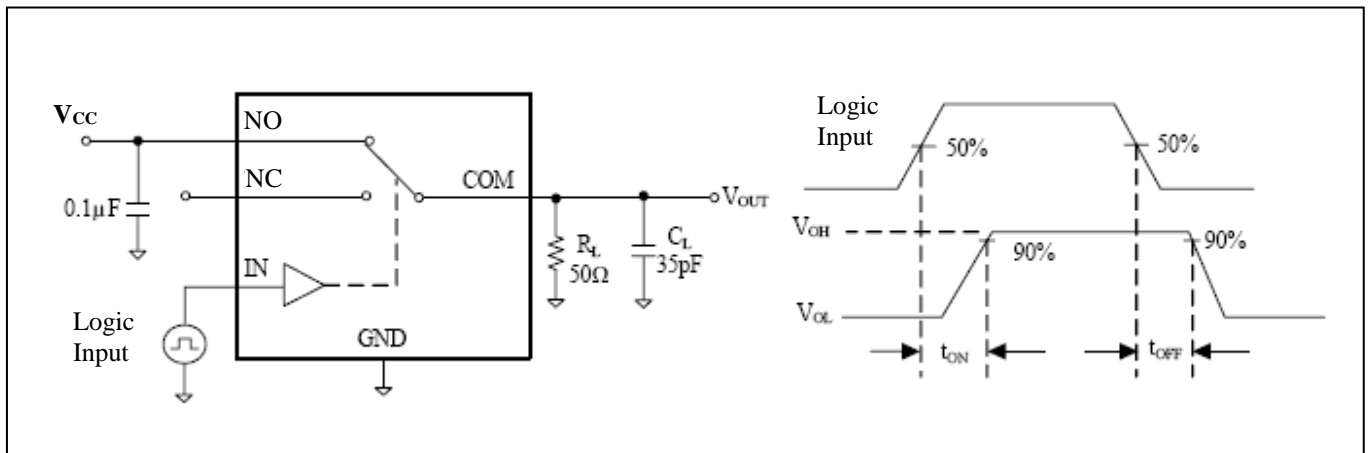 Vcc
NO
NC
COM
0.1µF
IN
GND
Logic
Input
RL
50Ω
CL
35pF
VOUT
Logic
Input
50%
50%
VOH
90%
90%
VOL
tON
tOFF